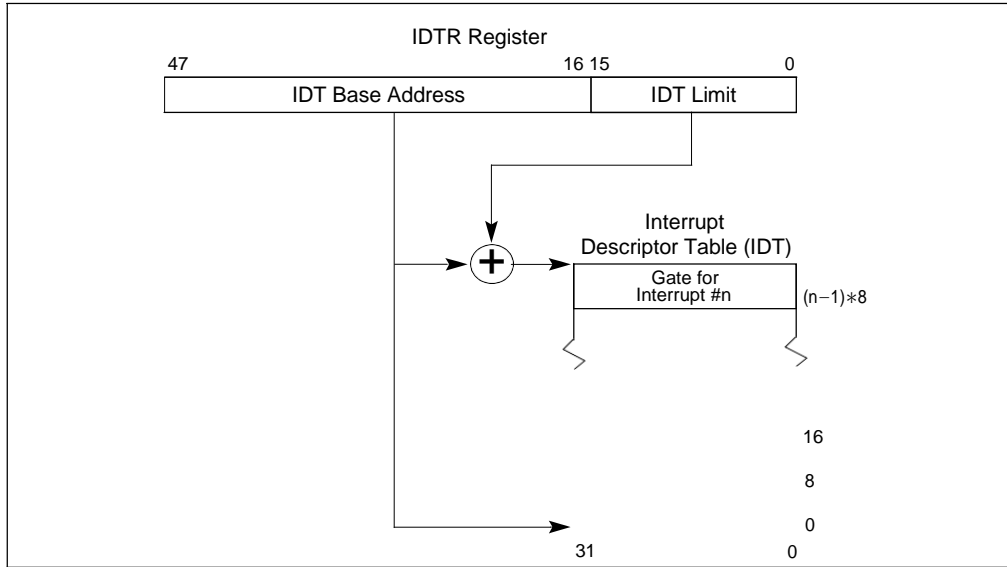 IDTR Register
47 16 15 0
IDT Base Address IDT Limit
+
Interrupt
Descriptor Table (IDT)
Gate for
Interrupt #n
(n−1)∗8
16
8
0
31 0